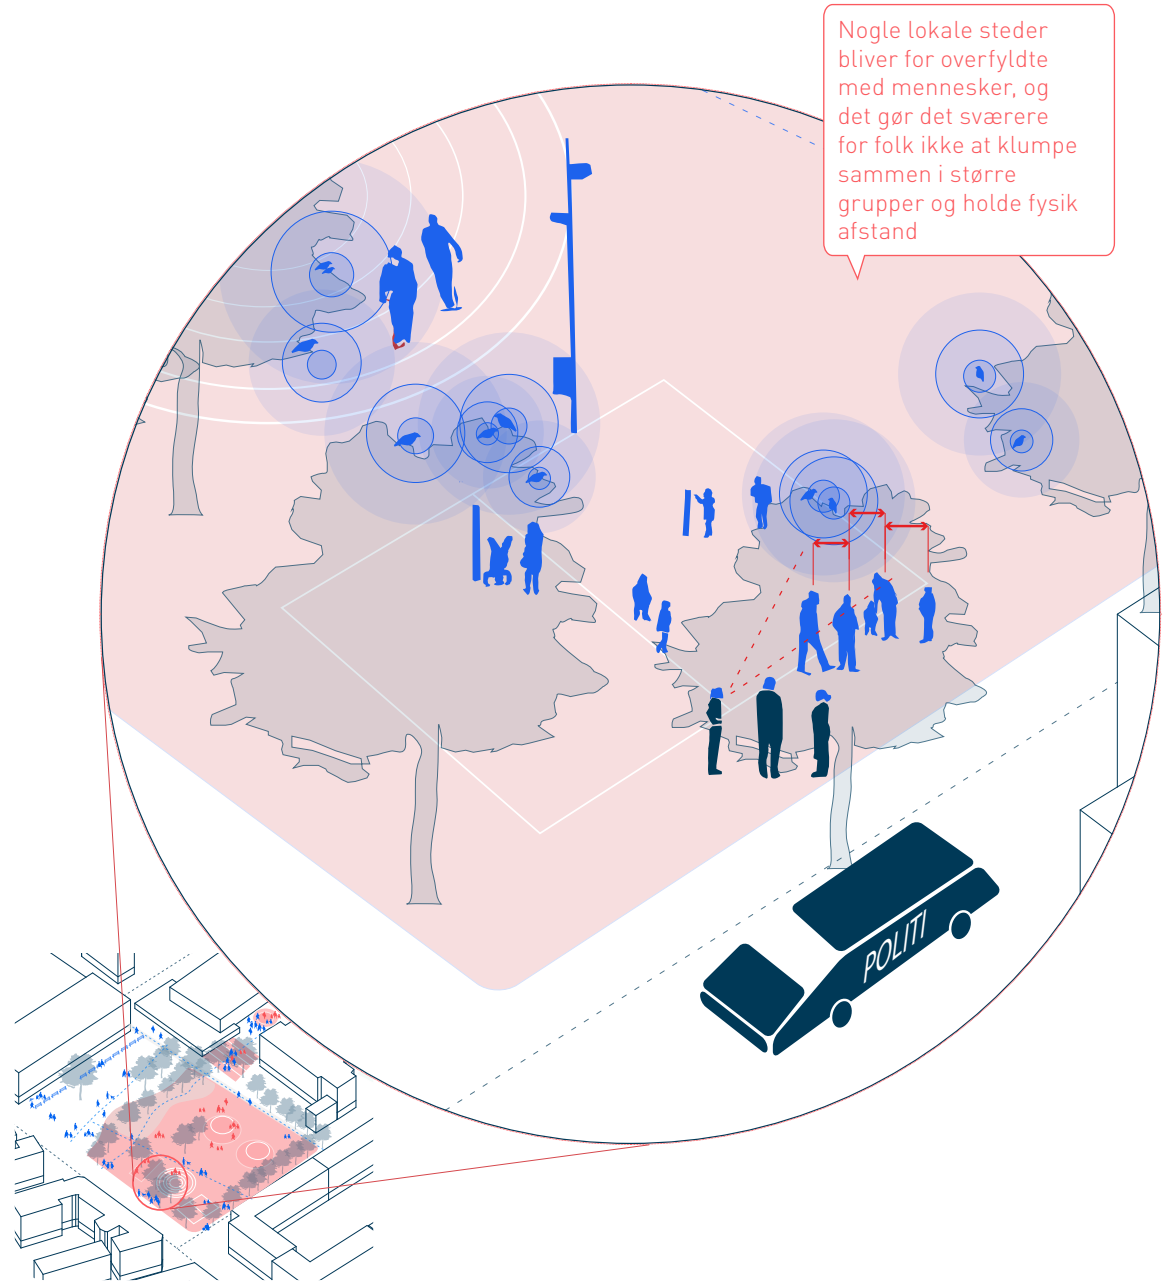 Nogle lokale steder
bliver for overfyldte
med mennesker, og
det gør det sværere
for folk ikke at klumpe
sammen i større
grupper og holde fysik
afstand
POLITI